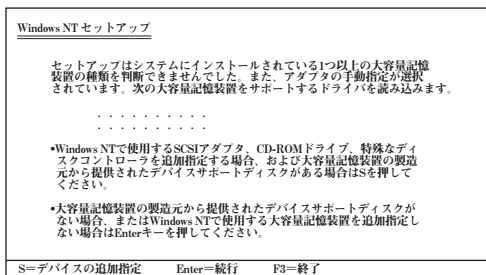 Windows NT セットアップ
セットアップはシステムにインストールされている1つ以上の大容量記憶
装置の種類を判断できませんでした。また、アダプタの手動指定が選択
されています。次の大容量記憶装置をサポートするドライバを読み込みます。
. . . . . . . . . .
. . . . . . . . . .
•Windows NTで使用するSCSIアダプタ、CD-ROMドライブ、特殊なディ
スクコントローラを追加指定する場合、および大容量記憶装置の製造
元から提供されたデバイスサポートディスクがある場合はSを押して
ください。
•大容量記憶装置の製造元から提供されたデバイスサポートディスクが
ない場合、またはWindows NTで使用する大容量記憶装置を追加指定し
ない場合はEnterキーを押してください。
S＝デバイスの追加指定 Enter＝続行 F3＝終了